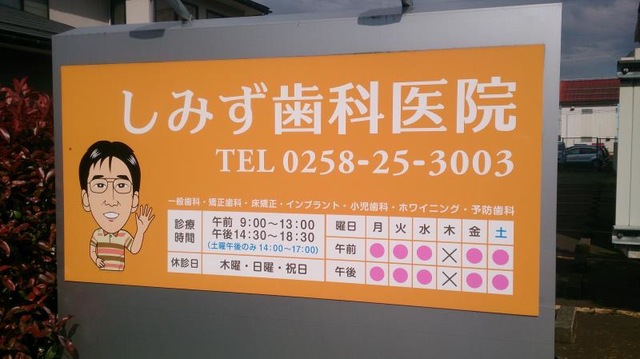 しみず歯科医院
TEL 0258-25-3003
一般歯科・矯正歯科・床矯正・インプラント・小児歯科・ホワイニング・予防歯科
診療時間 午前 9:00～13:00
午後14:30～18:30
(土曜午後のみ14:00～17:00)
休診日 木曜・日曜・祝日
曜日 月 火 水 木 金 土
午前 ● ● ● × ● ●
午後 ● ● ● × ● ●